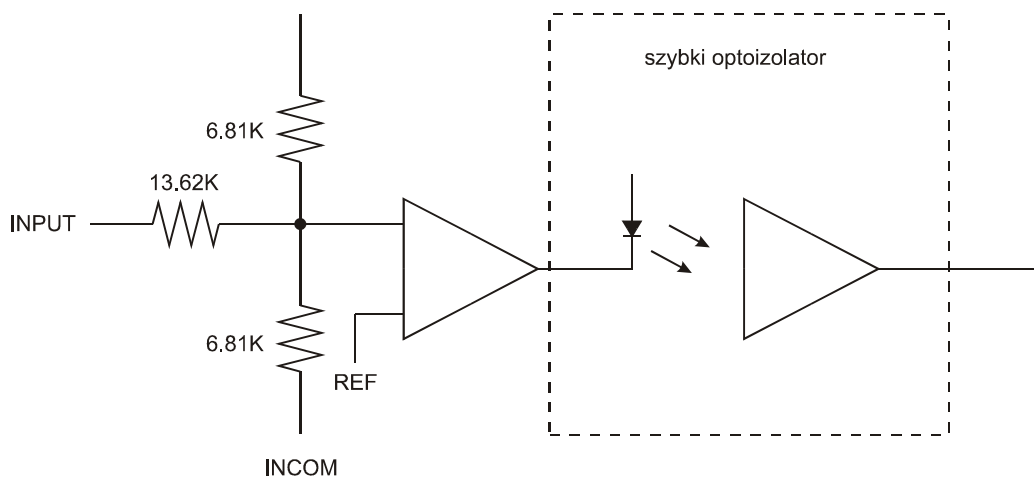 szybki optoizolator
6.81K
13.62K
INPUT
6.81K
REF
INCOM